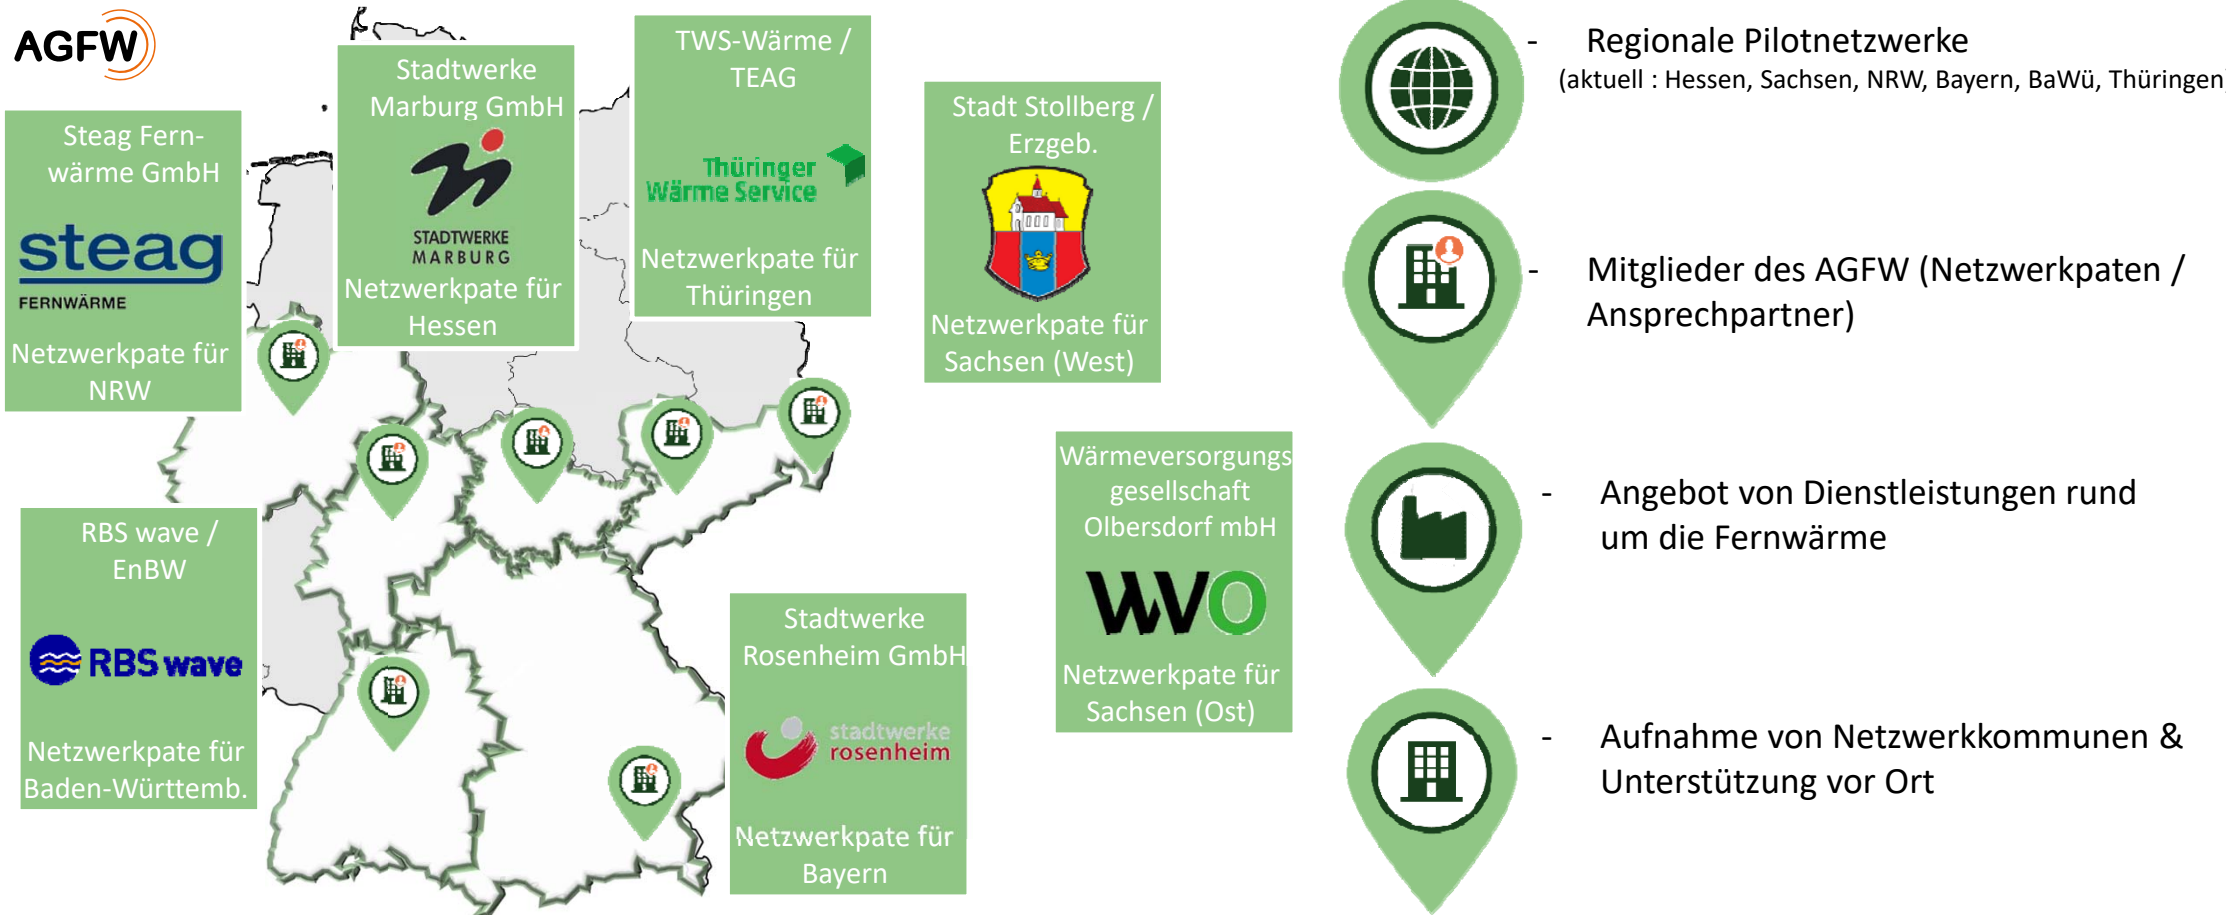 AGFW
Steag Fern-
wärme GmbH
steag
FERNWÄRME
Netzwerkpate für
NRW
Stadtwerke
Marburg GmbH
STADTWERKE
MARBURG
Netzwerkpate für
Hessen
TWS-Wärme /
TEAG
Thüringer
Wärme Service
Netzwerkpate für
Thüringen
Stadt Stollberg /
Erzgeb.
Netzwerkpate für
Sachsen (West)
Wärmeversorgungs
gesellschaft
Olbersdorf mbH
WVO
Netzwerkpate für
Sachsen (Ost)
RBS wave /
EnBW
RBS wave
Netzwerkpate für
Baden-Württemb.
Stadtwerke
Rosenheim GmbH
stadtwerke
rosenheim
Netzwerkpate für
Bayern
- Regionale Pilotnetzwerke
(aktuell : Hessen, Sachsen, NRW, Bayern, BaWü, Thüringen)
- Mitglieder des AGFW (Netzwerkpaten /
Ansprechpartner)
- Angebot von Dienstleistungen rund
um die Fernwärme
- Aufnahme von Netzwerkkommunen &
Unterstützung vor Ort